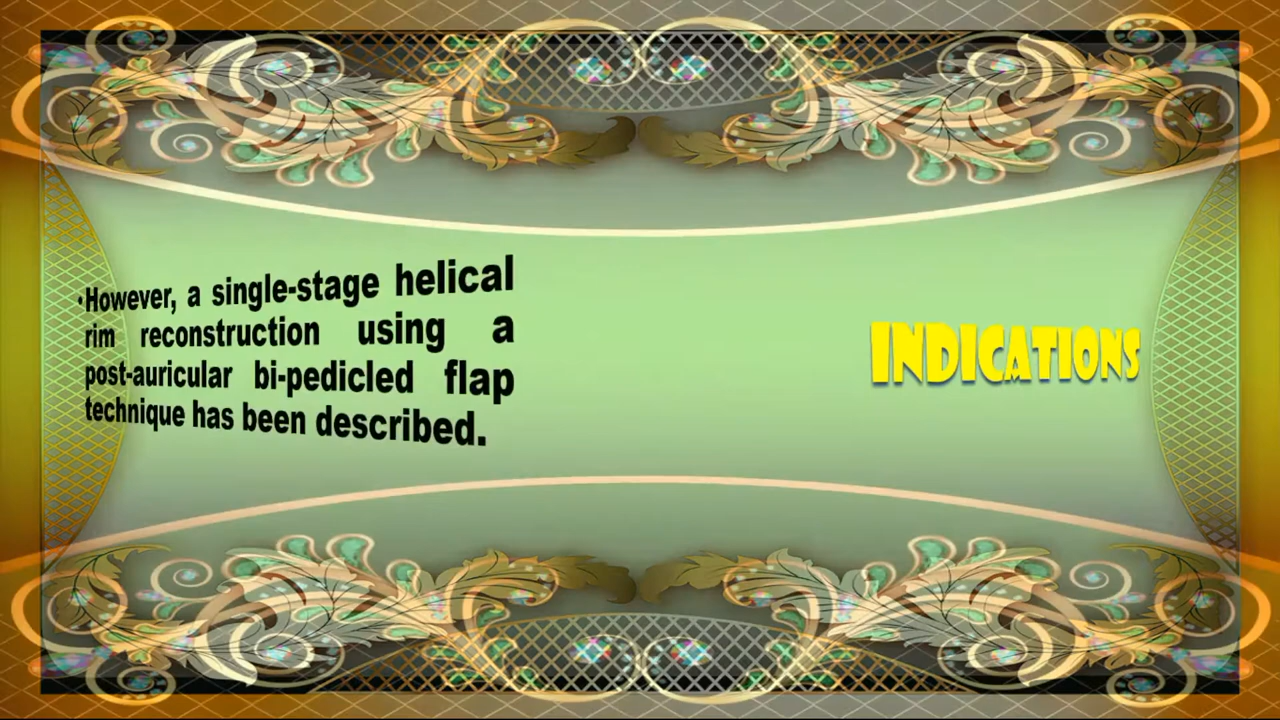 •However, a single-stage helical
rim reconstruction using a
post-auricular bi-pedicled flap
technique has been described.
INDICATIONS